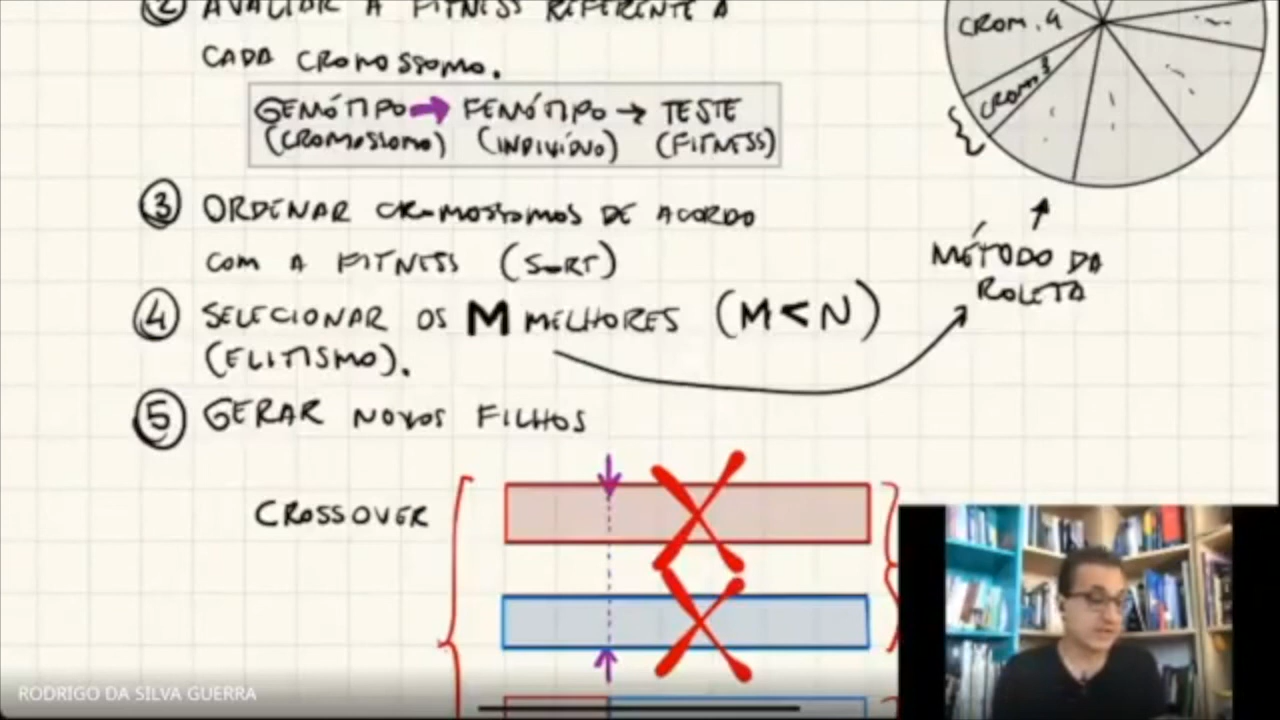 ② AVALIAR A FITNESS REFERENTE A
CADA CROMOSSOMO.
GENÓTIPO → FENÓTIPO → TESTE
(CROMOSSOMO) (INDIVÍDUO) (FITNESS)
③ ORDENAR CROMOSSOMOS DE ACORDO
COM A FITNESS (SORT)
④ SELECIONAR OS M MELHORES (M < N)
(ELITISMO).
⑤ GERAR NOVOS FILHOS
CROSSOVER
CROM. 4
CROM. 3
MÉTODO DA
ROLETA
RODRIGO DA SILVA GUERRA